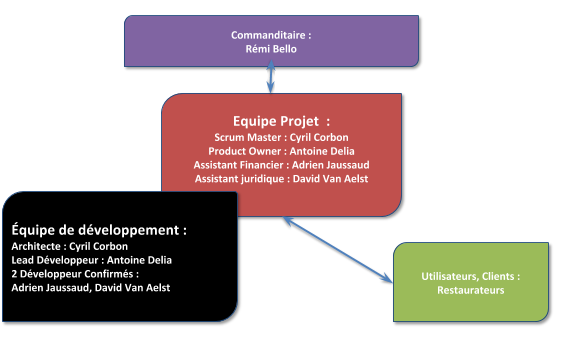 Commanditaire :
Rémi Bello
Equipe Projet  :
Scrum Master : Cyril Corbon
Product Owner : Antoine Delia
Assistant Financier : Adrien Jaussaud
Assistant juridique : David Van Aelst
Équipe de développement :
Architecte : Cyril Corbon
Lead Développeur : Antoine Delia
2 Développeur Confirmés :
Adrien Jaussaud, David Van Aelst
Utilisateurs, Clients :
Restaurateurs